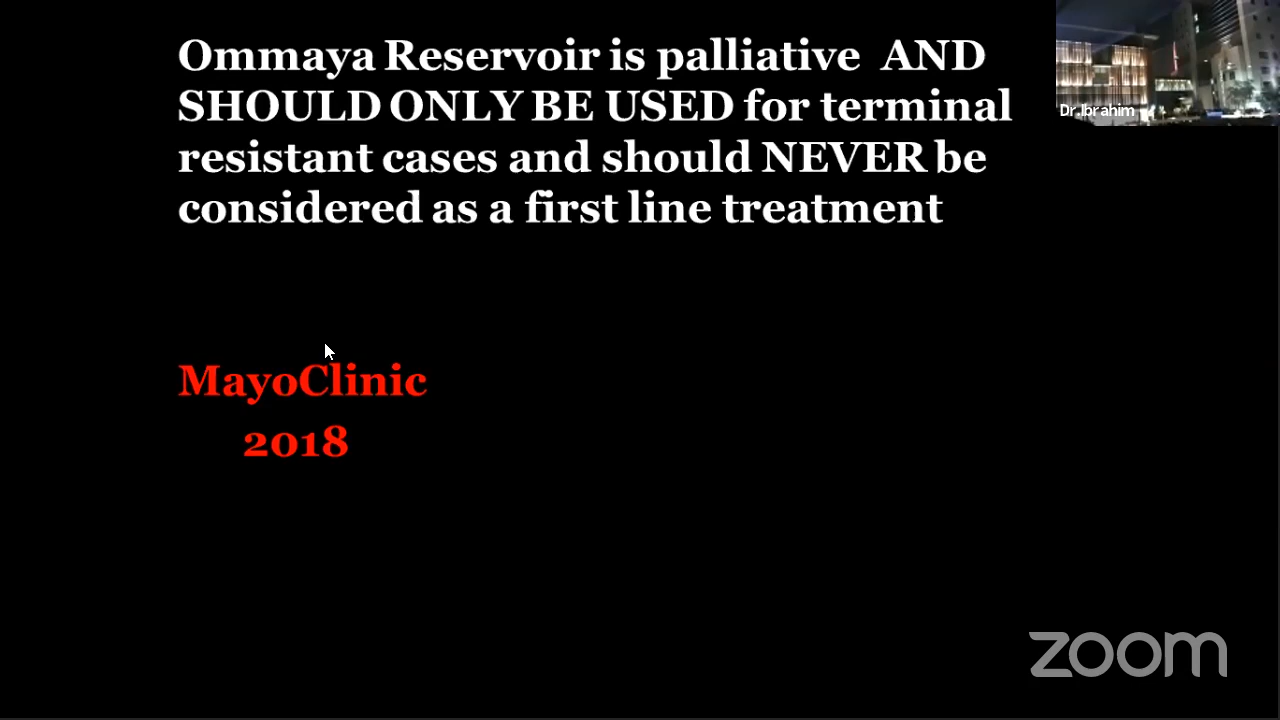 Ommaya Reservoir is palliative AND
SHOULD ONLY BE USED for terminal
resistant cases and should NEVER be
considered as a first line treatment
MayoClinic
2018
Dr.Ibrahim
zoom